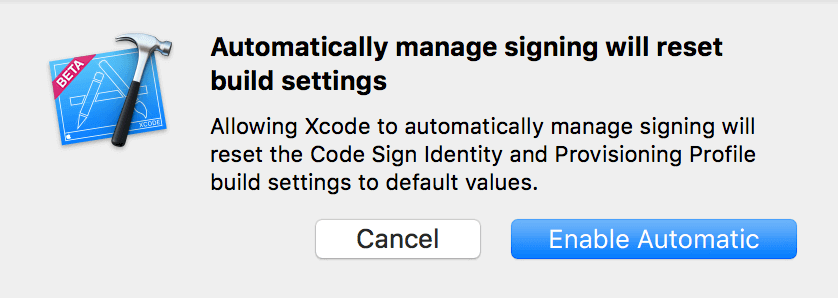 Automatically manage signing will reset
build settings
Allowing Xcode to automatically manage signing will
reset the Code Sign Identity and Provisioning Profile
build settings to default values.
BETA
XCODE
Cancel
Enable Automatic